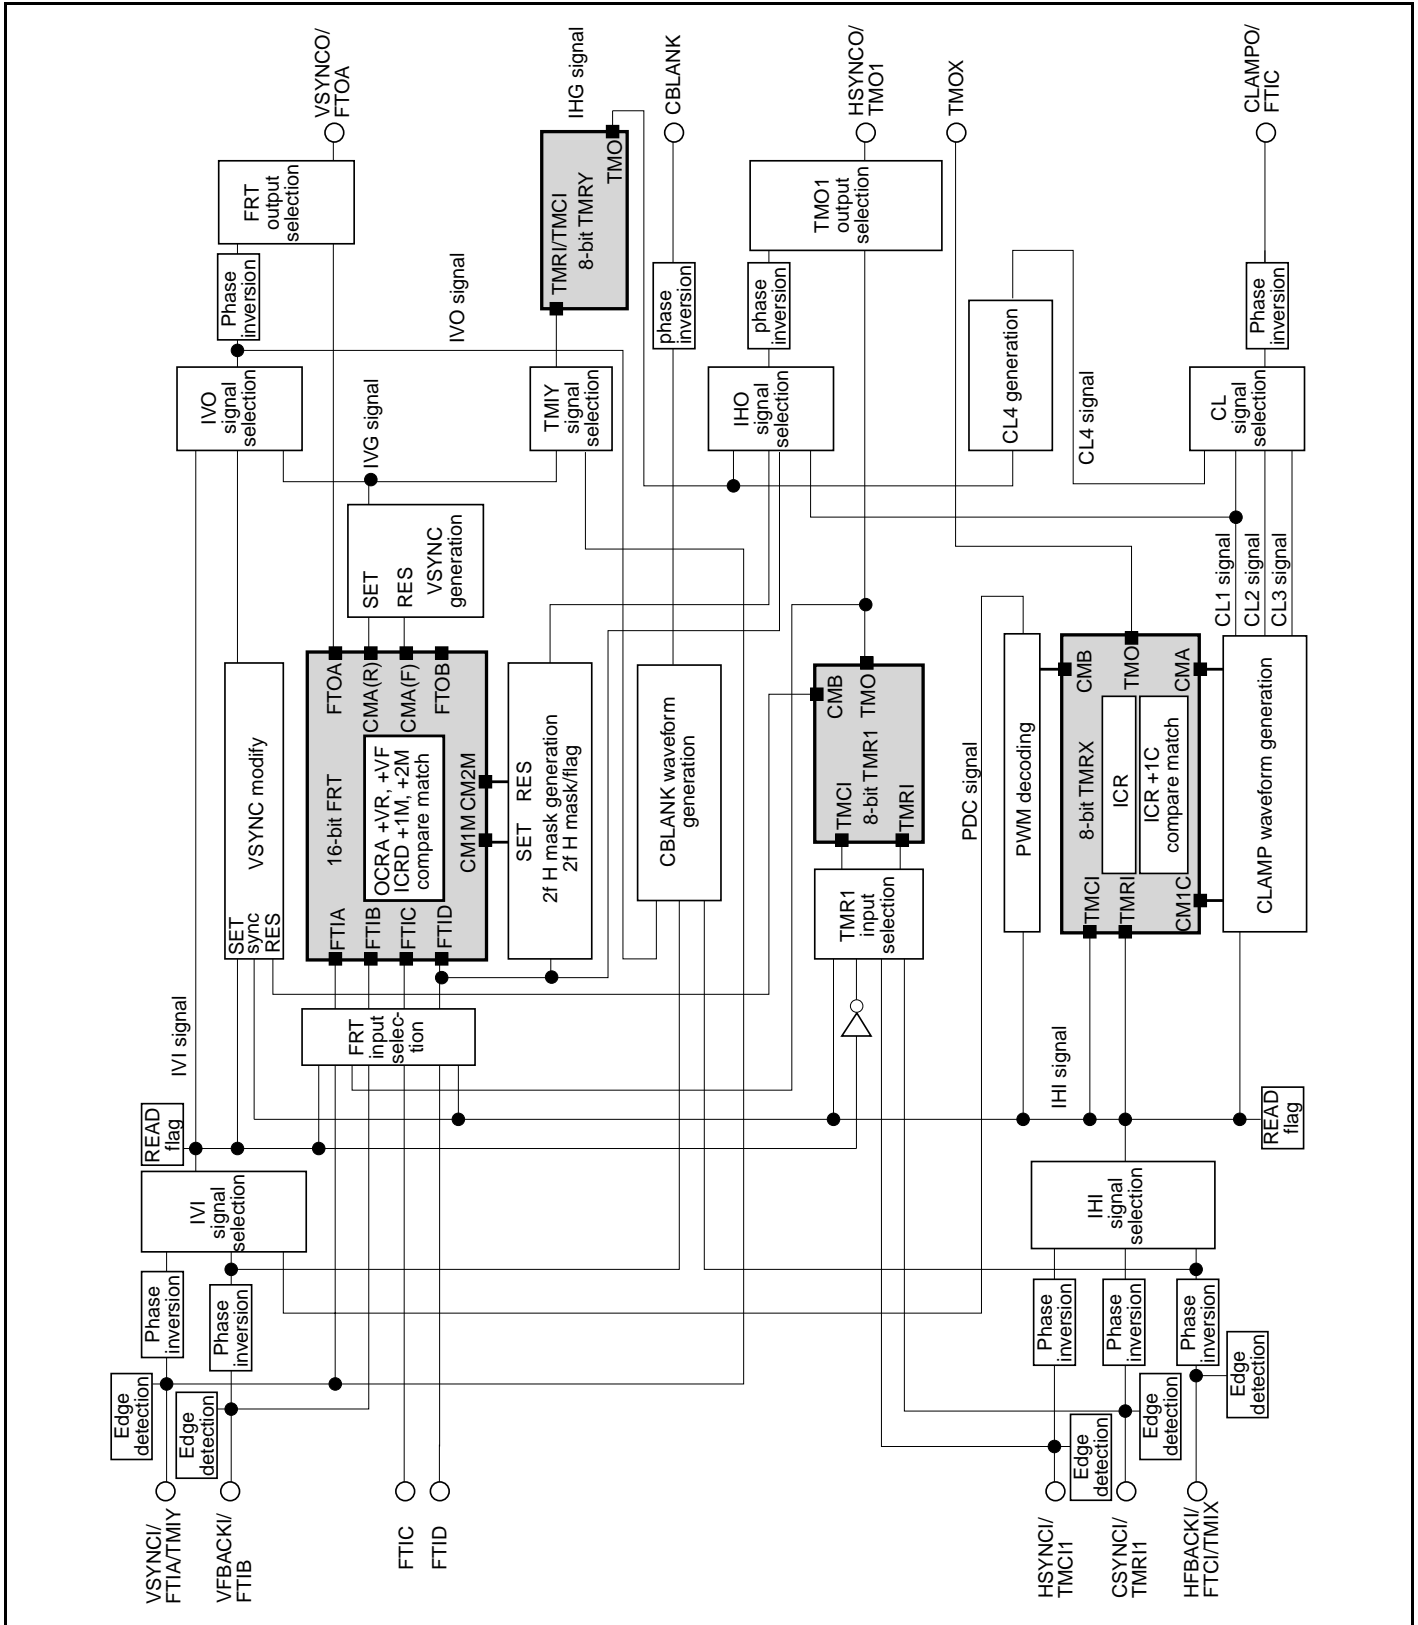 VSYNCO/
FTOA
IHG signal
CBLANK
HSYNCO/
TMO1
TMOX
CLAMPO/
FTIC
FRT
output
selection
TMRI/TMCI
8-bit TMRY
TMO
TMO1
output
selection
Phase
inversion
IVO signal
phase
inversion
phase
inversion
CL4 generation
Phase
inversion
IVO
signal
selection
IVG signal
TMIY
signal
selection
IHO
signal
selection
CL4 signal
CL
signal
selection
SET
RES
VSYNC
generation
CL1 signal
CL2 signal
CL3 signal
VSYNC modify
SET
sync
RES
FTOA
CMA(R)
CMA(F)
FTOB
16-bit FRT
OCRA +VR, +VF
ICRD +1M, +2M
compare match
CM1M CM2M
FTIA
FTIB
FTIC
FTID
SET RES
2f H mask generation
2f H mask/flag
CBLANK waveform
generation
CMB
TMO
8-bit TMR1
TMCI
TMRI
PDC signal
PWM decoding
CMB
TMO
CMA
8-bit TMRX
ICR
ICR +1C
compare match
TMCI
TMRI
CM1C
CLAMP waveform generation
TMR1
input
selection
IVI signal
FRT
input
selec-
tion
IHI signal
READ
flag
READ
flag
IVI
signal
selection
IHI
signal
selection
Phase
inversion
Phase
inversion
Phase
inversion
Phase
inversion
Phase
inversion
Edge
detection
Edge
detection
Edge
detection
Edge
detection
Edge
detection
VSYNCI/
FTIA/TMIY
VFBACKI/
FTIB
FTIC
FTID
HSYNCI/
TMCI1
CSYNCI/
TMRI1
HFBACKI/
FTCI/TMIX